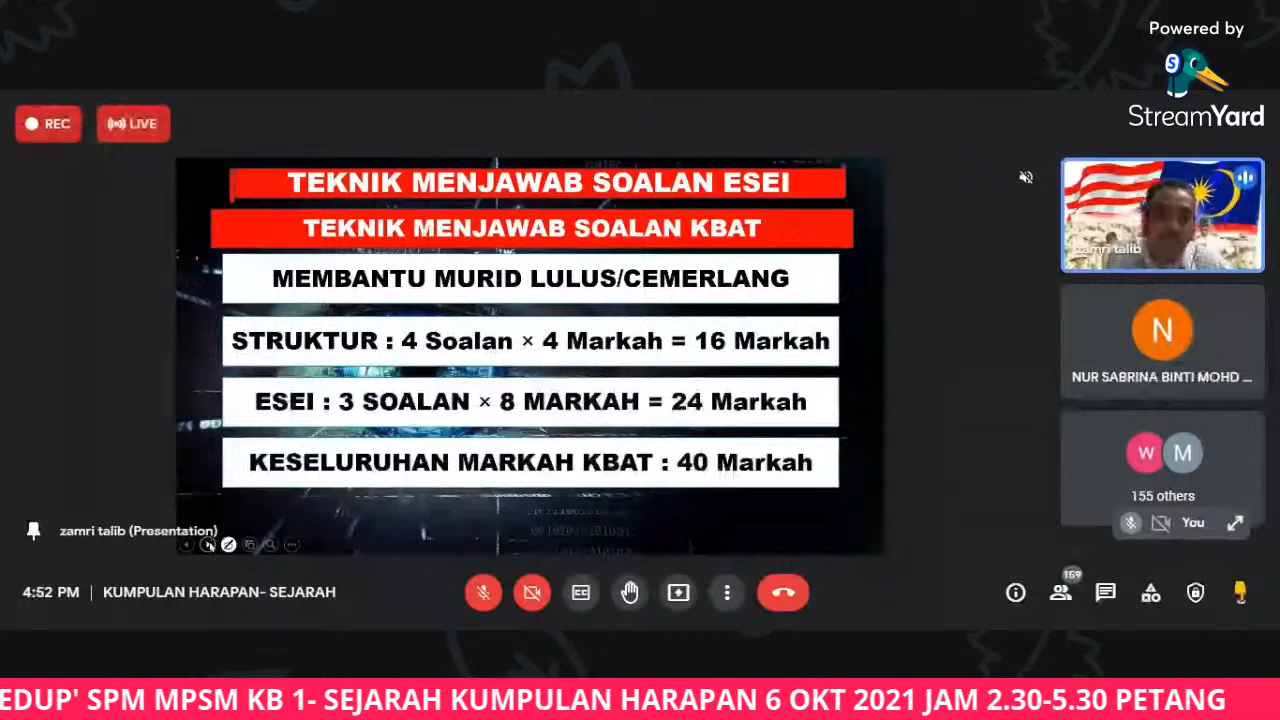 Powered by
StreamYard
REC
LIVE
TEKNIK MENJAWAB SOALAN ESEI
TEKNIK MENJAWAB SOALAN KBAT
MEMBANTU MURID LULUS/CEMERLANG
STRUKTUR : 4 Soalan × 4 Markah = 16 Markah
ESEI : 3 SOALAN × 8 MARKAH = 24 Markah
KESELURUHAN MARKAH KBAT : 40 Markah
zamri talib
N
NUR SABRINA BINTI MOHD ...
W M
155 others
You
zamri talib (Presentation)
4:52 PM | KUMPULAN HARAPAN- SEJARAH
CC
159
EDUP' SPM MPSM KB 1- SEJARAH KUMPULAN HARAPAN 6 OKT 2021 JAM 2.30-5.30 PETANG